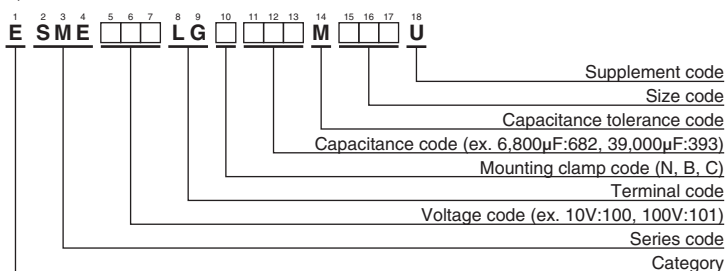 1 2 3 4 5 6 7 8 9 10 11 12 13 14 15 16 17 18
E SME □□□ LG □ □□□ M □□□ U
Supplement code
Size code
Capacitance tolerance code
Capacitance code (ex. 6,800μF:682, 39,000μF:393)
Mounting clamp code (N, B, C)
Terminal code
Voltage code (ex. 10V:100, 100V:101)
Series code
Category